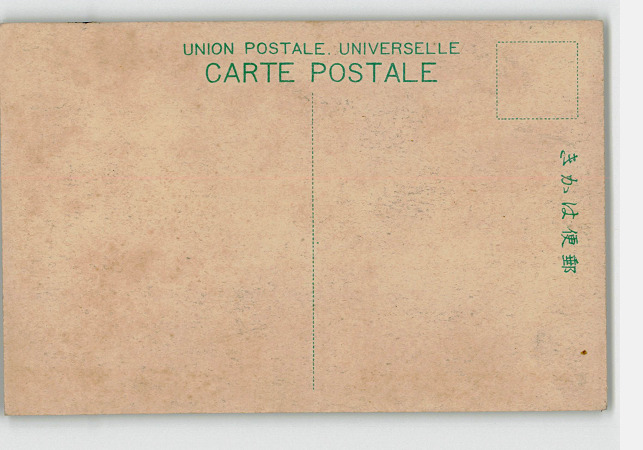 UNION POSTALE. UNIVERSELLE
CARTE POSTALE
きかは便郵